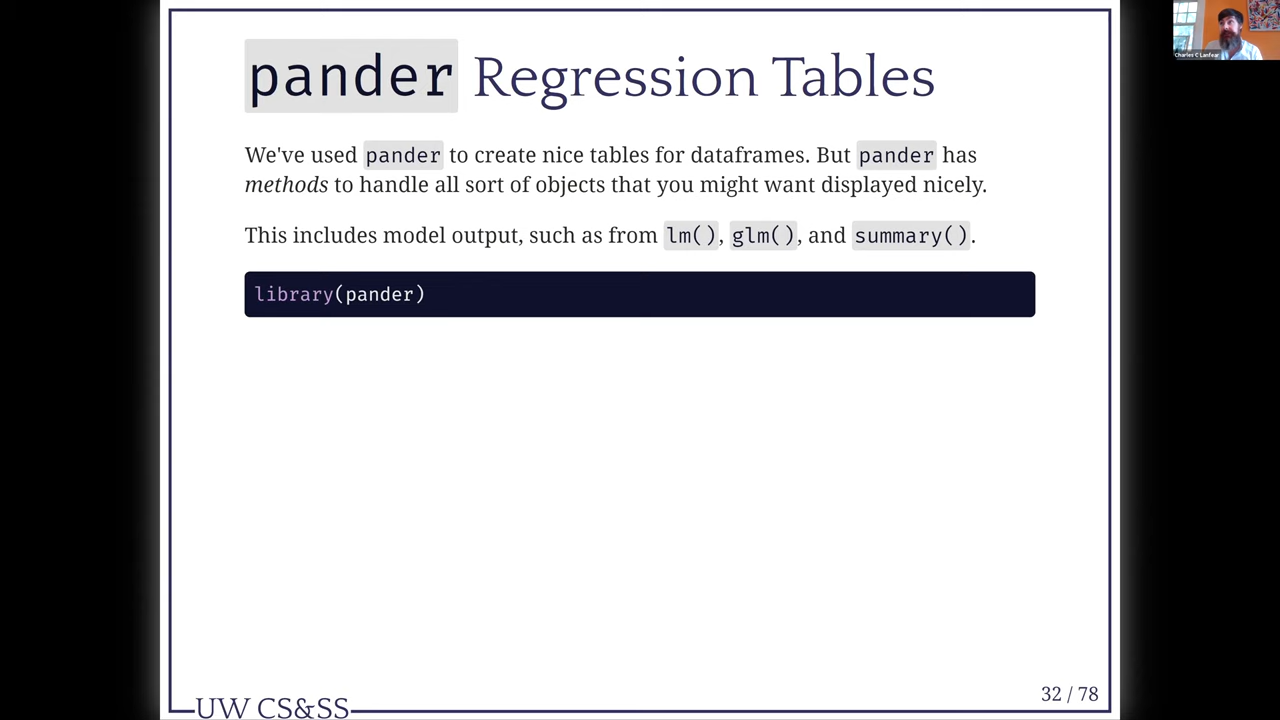 Charles C Lanfear
pander Regression Tables
We've used pander to create nice tables for dataframes. But pander has
methods to handle all sort of objects that you might want displayed nicely.
This includes model output, such as from lm(), glm(), and summary().
library(pander)
32 / 78
UW CS&SS